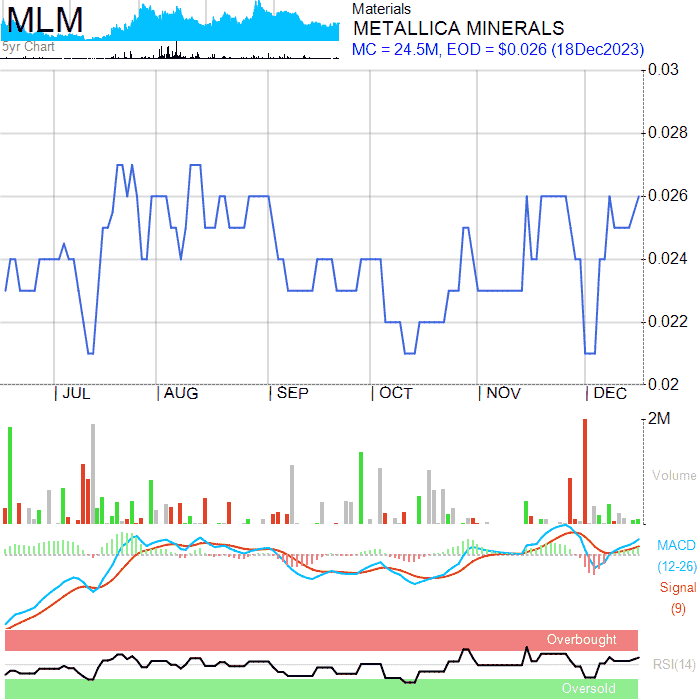 MLM
5yr Chart
Materials
METALLICA MINERALS
MC = 24.5M, EOD = $0.026 (18Dec2023)
0.03
0.028
0.026
0.024
0.022
0.02
JUL AUG SEP OCT NOV DEC
2M
Volume
MACD
(12-26)
Signal
(9)
Overbought
RSI(14)
Oversold